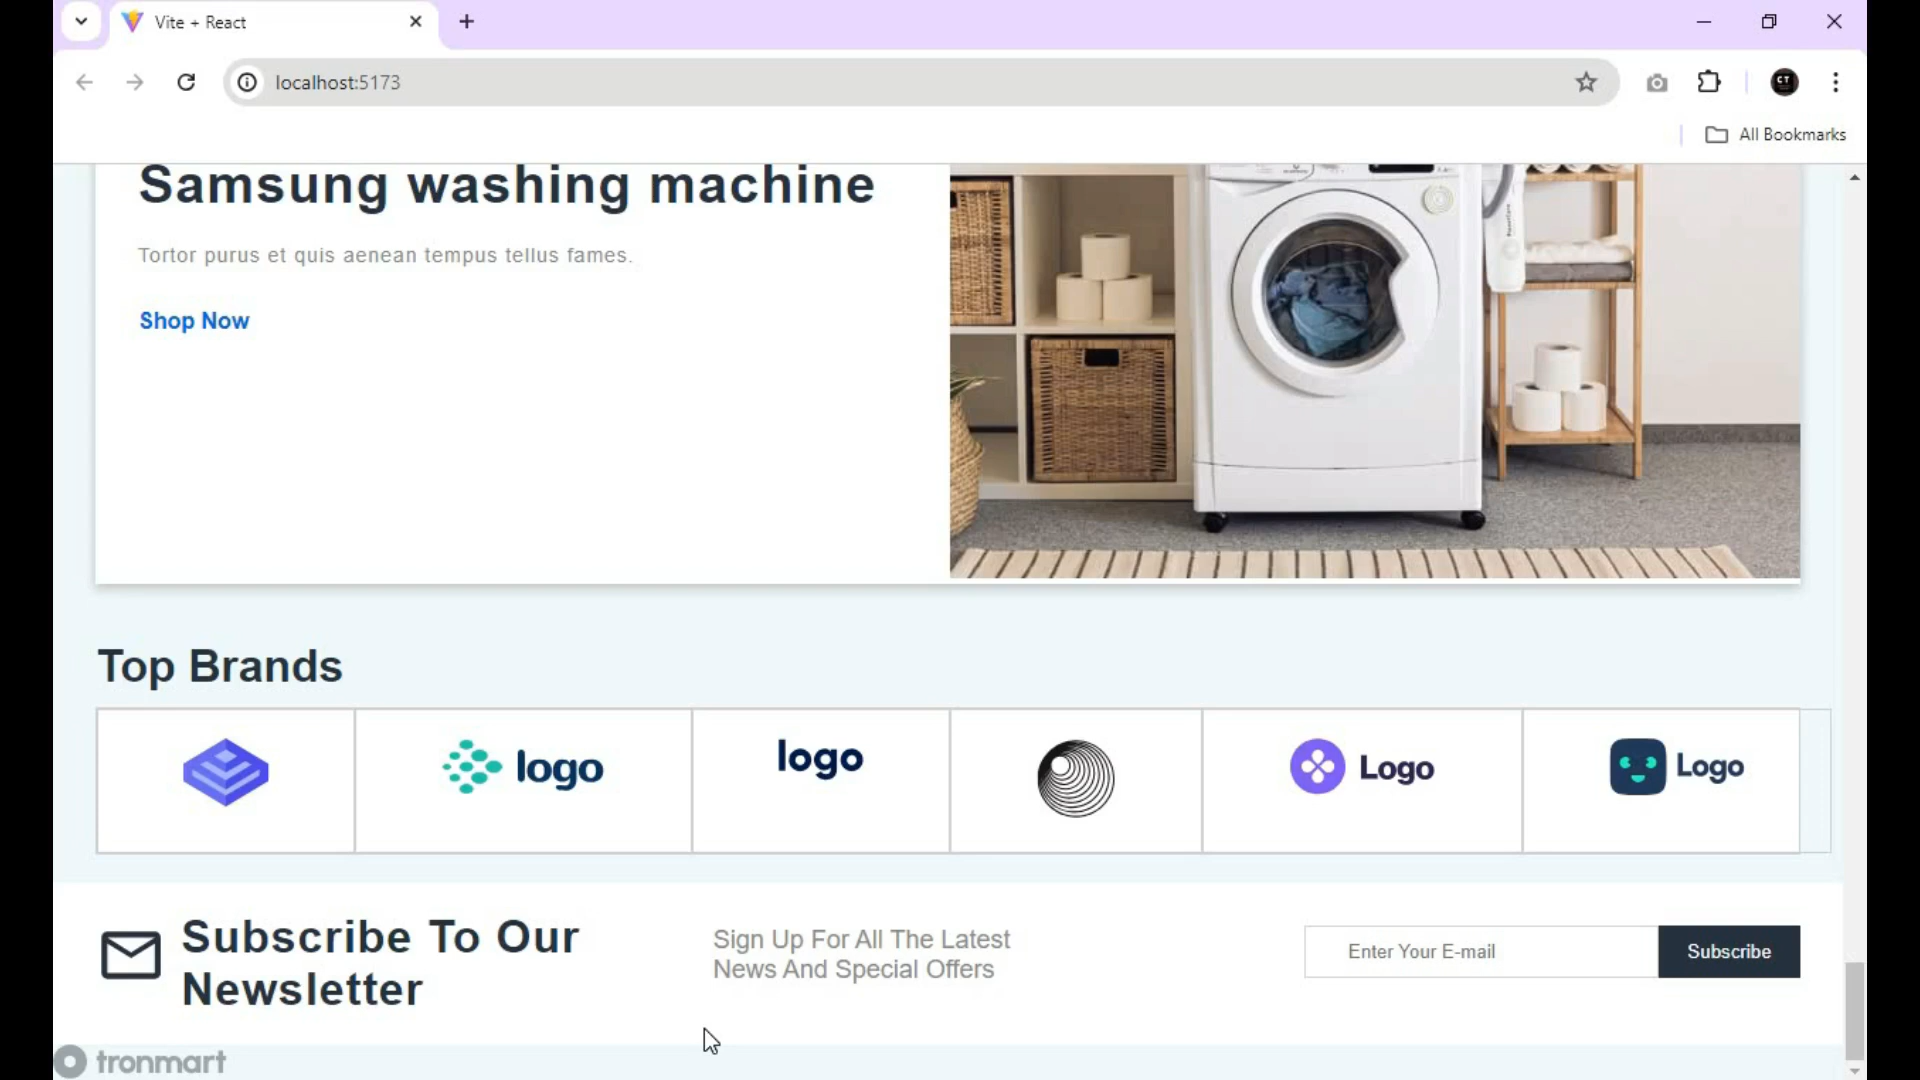 Vite + React
localhost:5173
All Bookmarks
Samsung washing machine
Tortor purus et quis aenean tempus tellus fames.
Shop Now
Top Brands
logo
logo
Logo
Logo
Subscribe To Our
Newsletter
Sign Up For All The Latest
News And Special Offers
Enter Your E-mail
Subscribe
tronmart